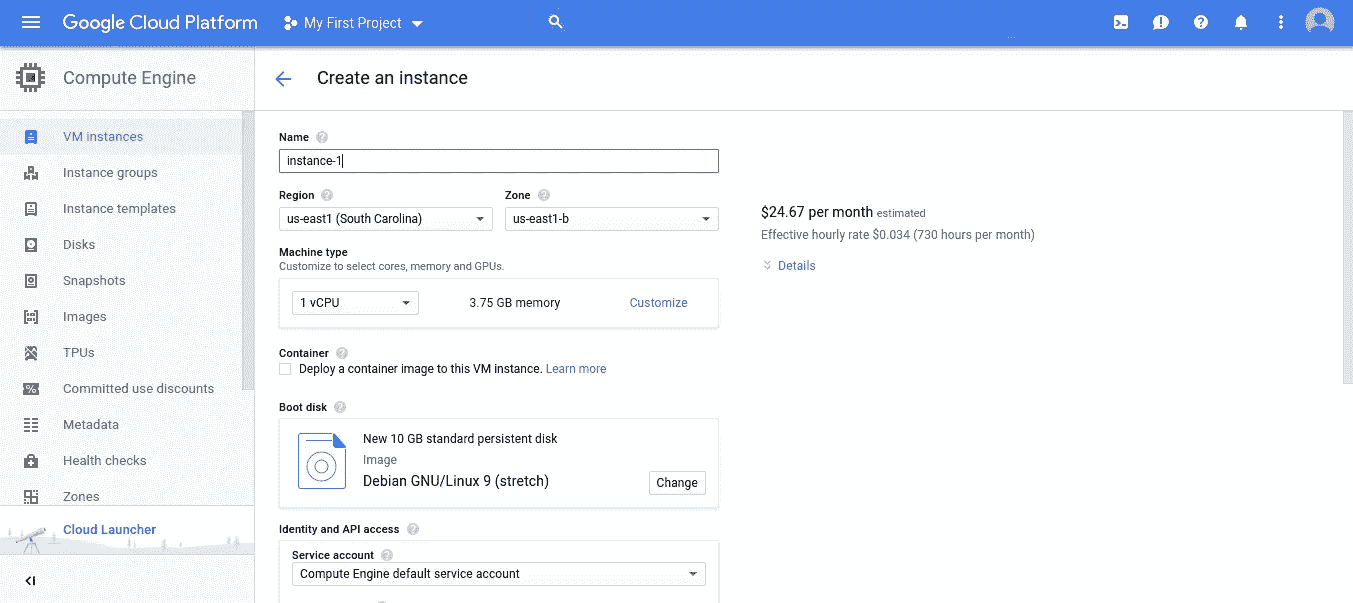 Google Cloud Platform
My First Project
Compute Engine
Create an instance
VM instances
Instance groups
Instance templates
Disks
Snapshots
Images
TPUs
Committed use discounts
Metadata
Health checks
Zones
Cloud Launcher
Name
instance-1
Region
Zone
us-east1 (South Carolina)
us-east1-b
Machine type
Customize to select cores, memory and GPUs.
1 vCPU
3.75 GB memory
Customize
Container
Deploy a container image to this VM instance. Learn more
Boot disk
New 10 GB standard persistent disk
Image
Debian GNU/Linux 9 (stretch)
Change
Identity and API access
Service account
Compute Engine default service account
$24.67 per month estimated
Effective hourly rate $0.034 (730 hours per month)
Details